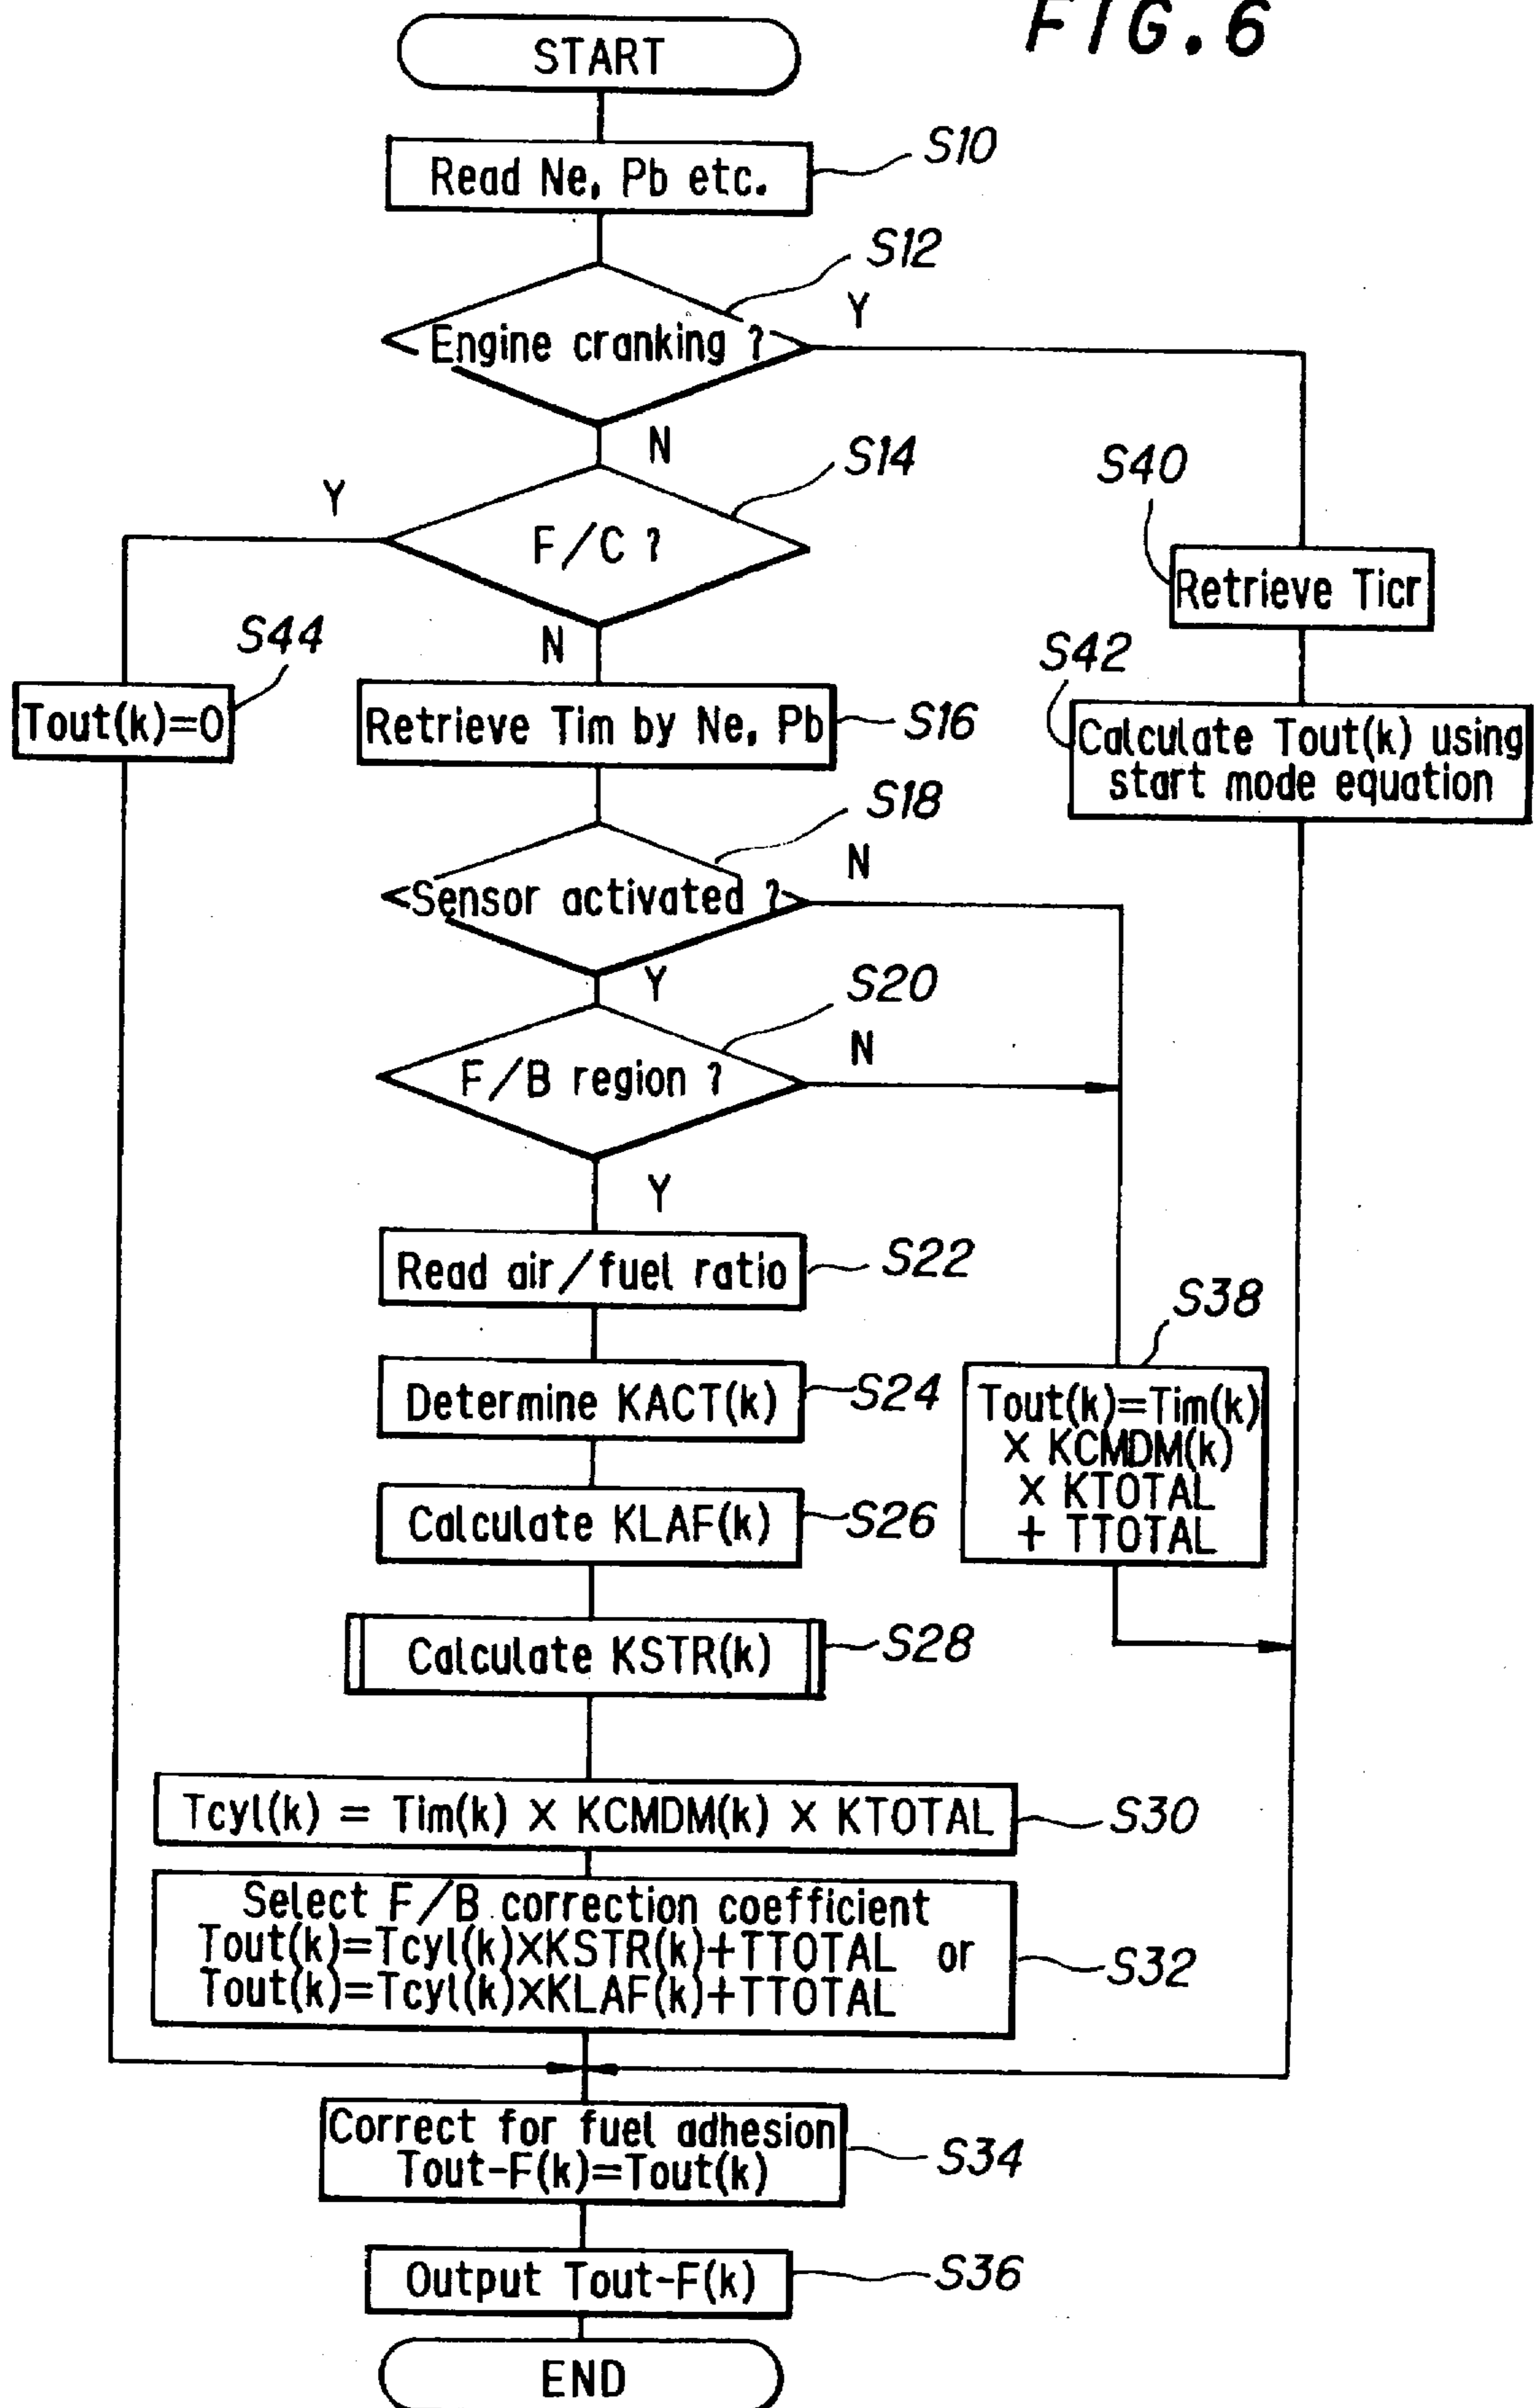 FIG. 6
START
Read Ne, Pb etc.
S10
S12
Engine cranking ?
Y
N
S14
F/C ?
Y
N
S40
Retrieve Ticr
S44
Tout(k)=0
S42
Calculate Tout(k) using
start mode equation
Retrieve Tim by Ne, Pb
S16
S18
Sensor activated ?
N
Y
S20
F/B region ?
N
Y
Read air/fuel ratio
S22
Determine KACT(k)
S24
S38
Tout(k)=Tim(k)
× KCMDM(k)
× KTOTAL
+ TTOTAL
Calculate KLAF(k)
S26
Calculate KSTR(k)
S28
Tcyl(k) = Tim(k) × KCMDM(k) × KTOTAL
S30
Select F/B correction coefficient
Tout(k)=Tcyl(k)×KSTR(k)+TTOTAL or
Tout(k)=Tcyl(k)×KLAF(k)+TTOTAL
S32
Correct for fuel adhesion
Tout-F(k)=Tout(k)
S34
Output Tout-F(k)
S36
END